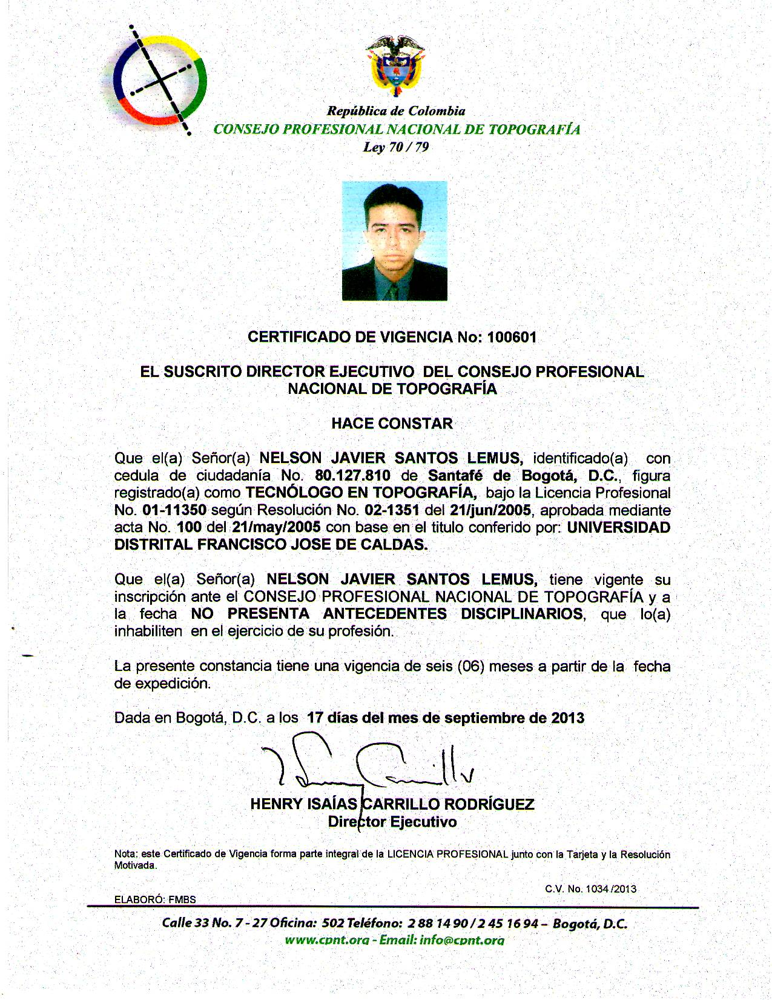 República de Colombia
CONSEJO PROFESIONAL NACIONAL DE TOPOGRAFÍA
Ley 70 / 79
CERTIFICADO DE VIGENCIA No: 100601
EL SUSCRITO DIRECTOR EJECUTIVO DEL CONSEJO PROFESIONAL
NACIONAL DE TOPOGRAFÍA
HACE CONSTAR
Que el(a) Señor(a) NELSON JAVIER SANTOS LEMUS, identificado(a) con
cedula de ciudadanía No. 80.127.810 de Santafé de Bogotá, D.C., figura
registrado(a) como TECNÓLOGO EN TOPOGRAFÍA, bajo la Licencia Profesional
No. 01-11350 según Resolución No. 02-1351 del 21/jun/2005, aprobada mediante
acta No. 100 del 21/may/2005 con base en el titulo conferido por: UNIVERSIDAD
DISTRITAL FRANCISCO JOSE DE CALDAS.
Que el(a) Señor(a) NELSON JAVIER SANTOS LEMUS, tiene vigente su
inscripción ante el CONSEJO PROFESIONAL NACIONAL DE TOPOGRAFÍA y a
la fecha NO PRESENTA ANTECEDENTES DISCIPLINARIOS, que lo(a)
inhabiliten en el ejercicio de su profesión.
La presente constancia tiene una vigencia de seis (06) meses a partir de la fecha
de expedición.
Dada en Bogotá, D.C. a los 17 días del mes de septiembre de 2013
HENRY ISAÍAS CARRILLO RODRÍGUEZ
Director Ejecutivo
Nota: este Certificado de Vigencia forma parte integral de la LICENCIA PROFESIONAL junto con la Tarjeta y la Resolución
Motivada.
C.V. No. 1034 /2013
ELABORÓ: FMBS
Calle 33 No. 7 - 27 Oficina: 502 Teléfono: 2 88 14 90 / 2 45 16 94 – Bogotá, D.C.
www.cpnt.org - Email: info@cpnt.org